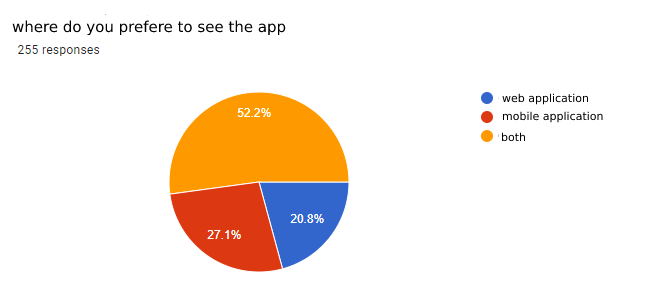 where do you prefere to see the app
255 responses
web application
mobile application
both
52.2%
20.8%
27.1%